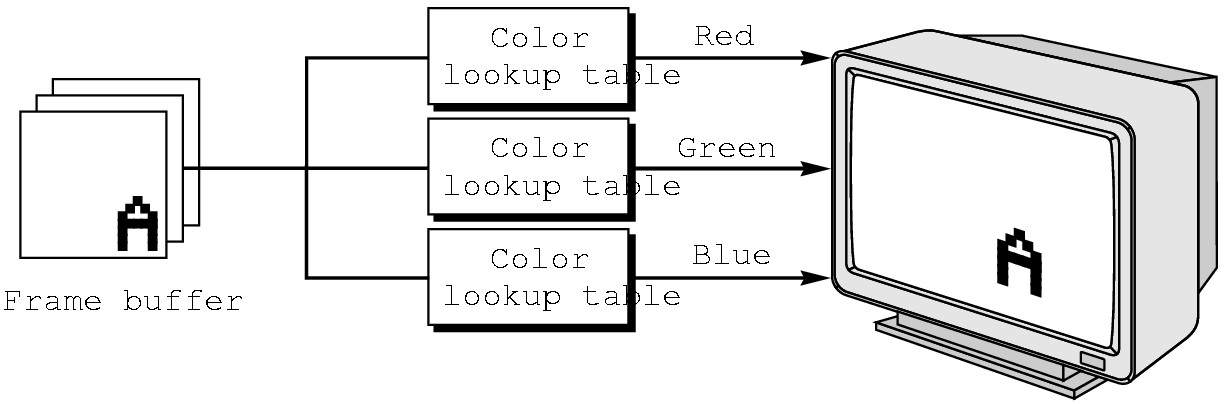 Color
lookup table
Red
Color
lookup table
Green
Color
lookup table
Blue
A
Frame buffer
A